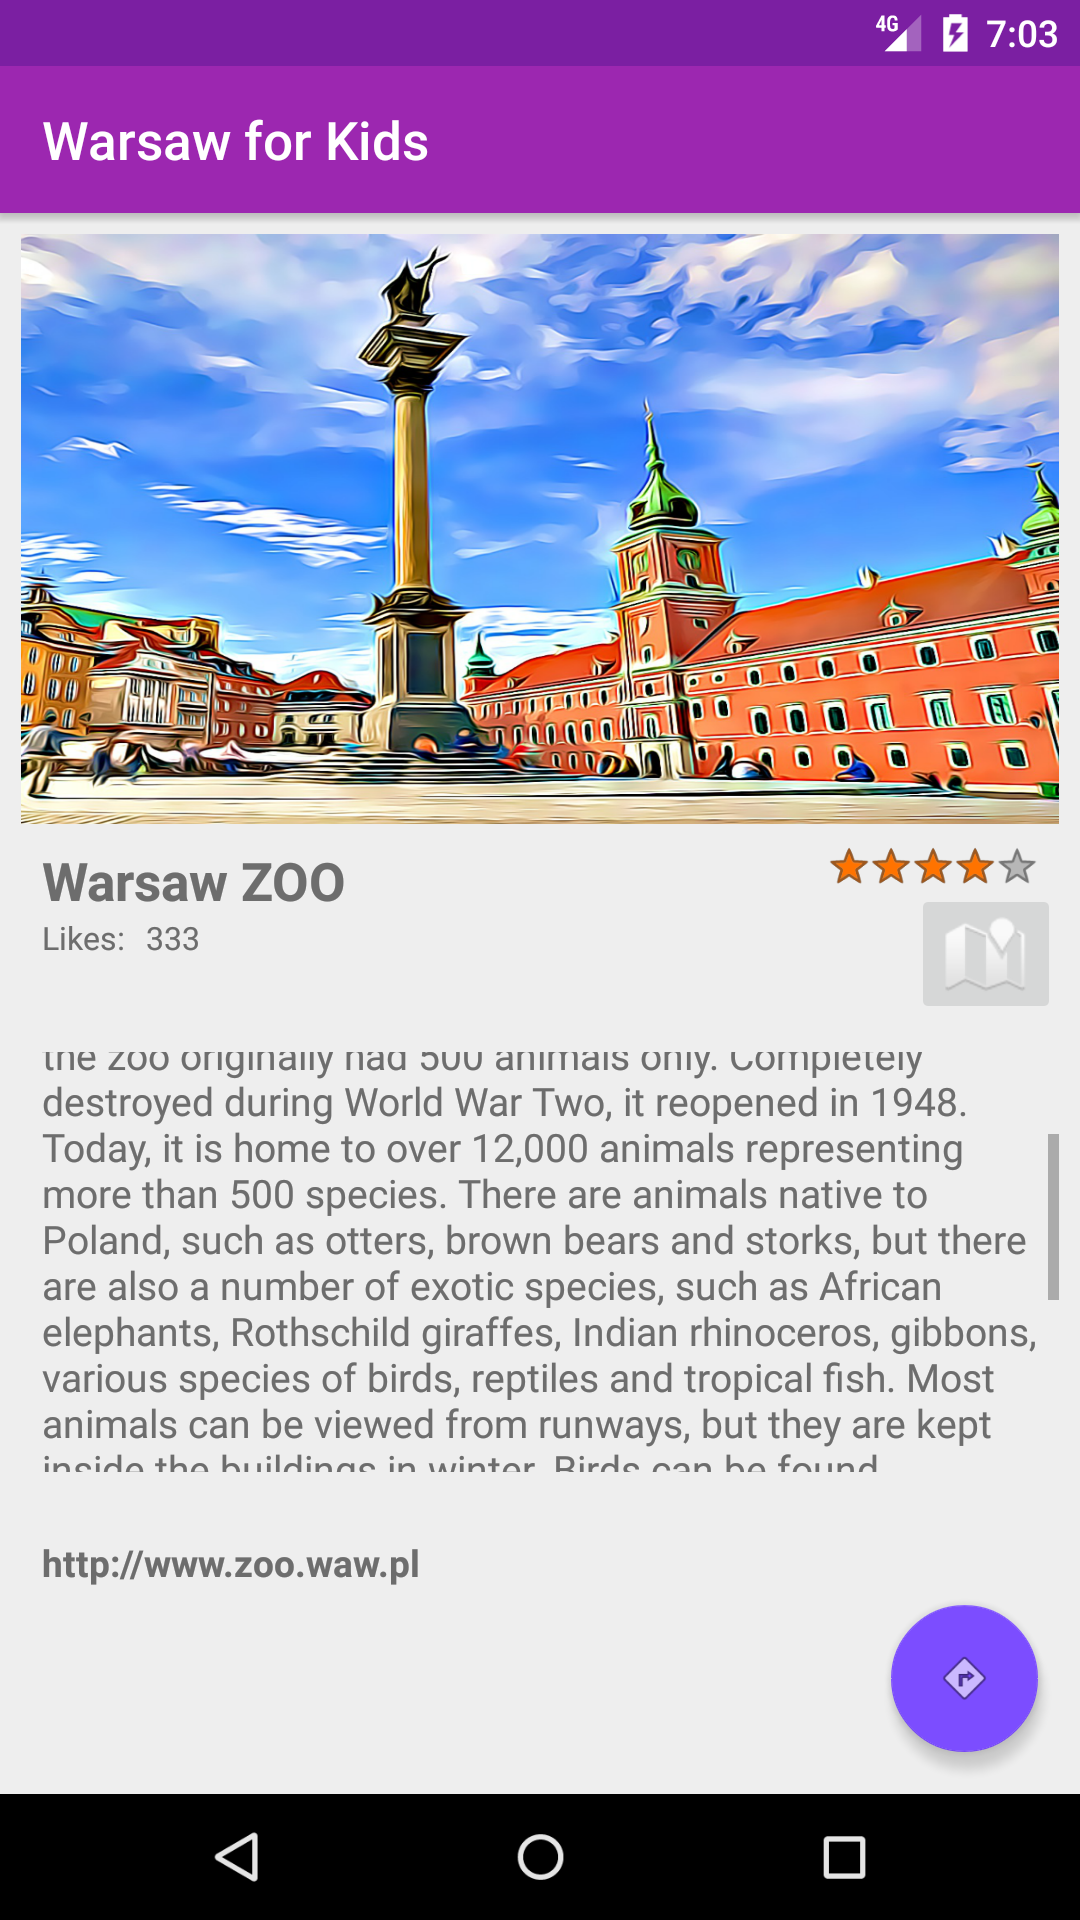 4G 7:03
Warsaw for Kids
Warsaw ZOO
Likes: 333
the zoo originally had 500 animals only. Completely
destroyed during World War Two, it reopened in 1948.
Today, it is home to over 12,000 animals representing
more than 500 species. There are animals native to
Poland, such as otters, brown bears and storks, but there
are also a number of exotic species, such as African
elephants, Rothschild giraffes, Indian rhinoceros, gibbons,
various species of birds, reptiles and tropical fish. Most
animals can be viewed from runways, but they are kept
inside the buildings in winter. Birds can be found
http://www.zoo.waw.pl